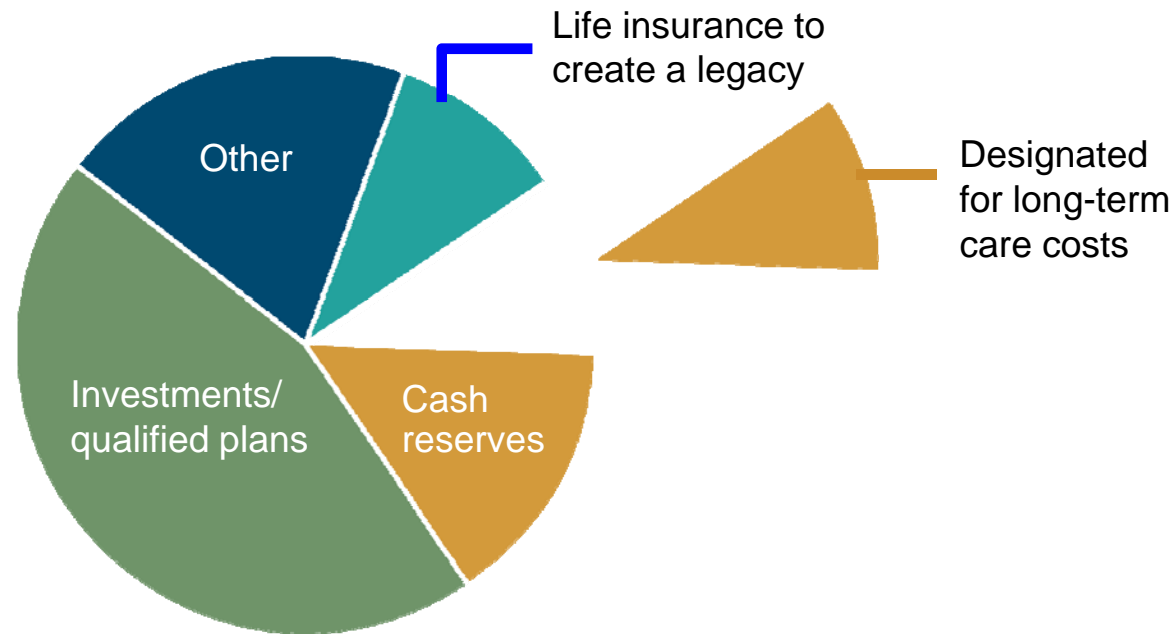 Life insurance to
create a legacy
Other
Designated
for long-term
care costs
Investments/
qualified plans
Cash
reserves